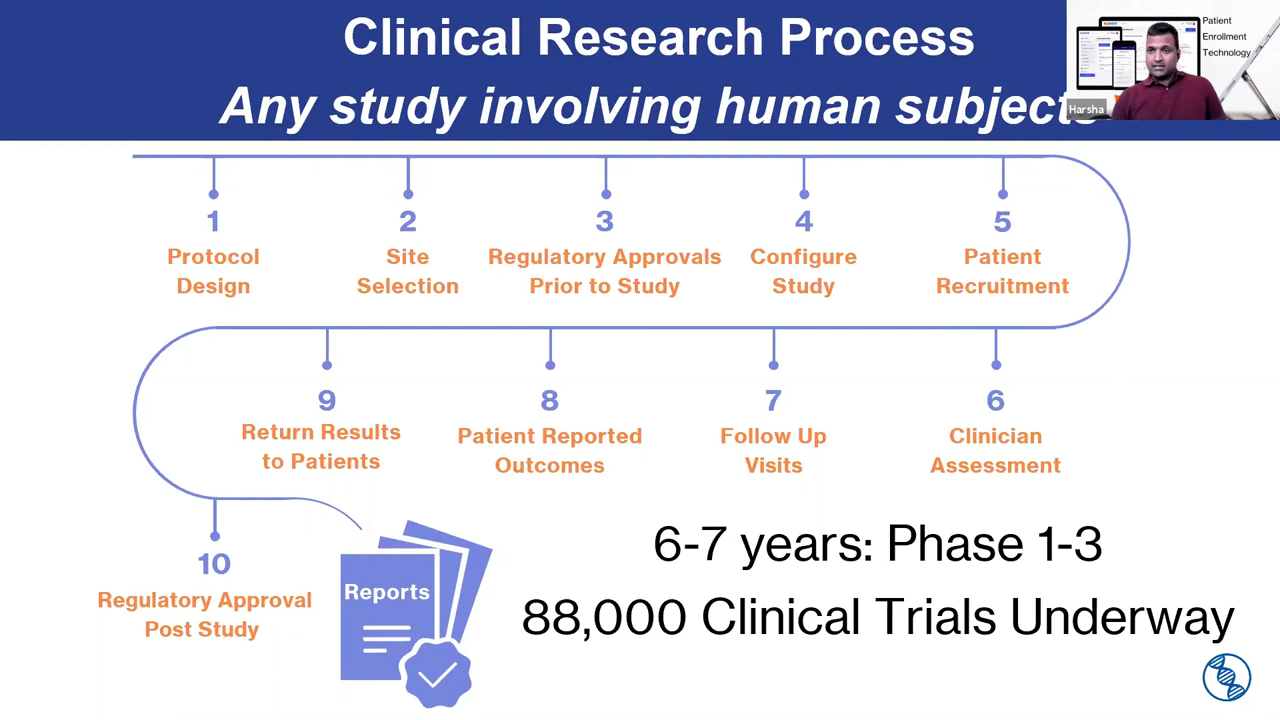 Clinical Research Process
Any study involving human subjects
Patient
Enrollment
Technology
Harsha
1
Protocol
Design
2
Site
Selection
3
Regulatory Approvals
Prior to Study
4
Configure
Study
5
Patient
Recruitment
9
Return Results
to Patients
8
Patient Reported
Outcomes
7
Follow Up
Visits
6
Clinician
Assessment
10
Regulatory Approval
Post Study
Reports
6-7 years: Phase 1-3
88,000 Clinical Trials Underway